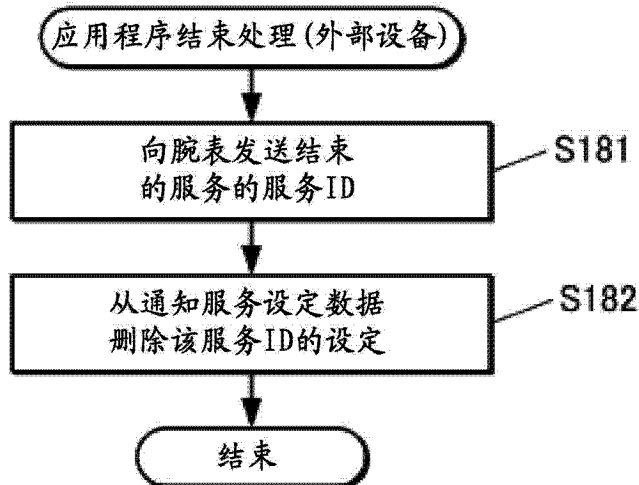 应用程序结束处理(外部设备)
向腕表发送结束
的服务的服务ID
S181
从通知服务设定数据
删除该服务ID的设定
S182
结束